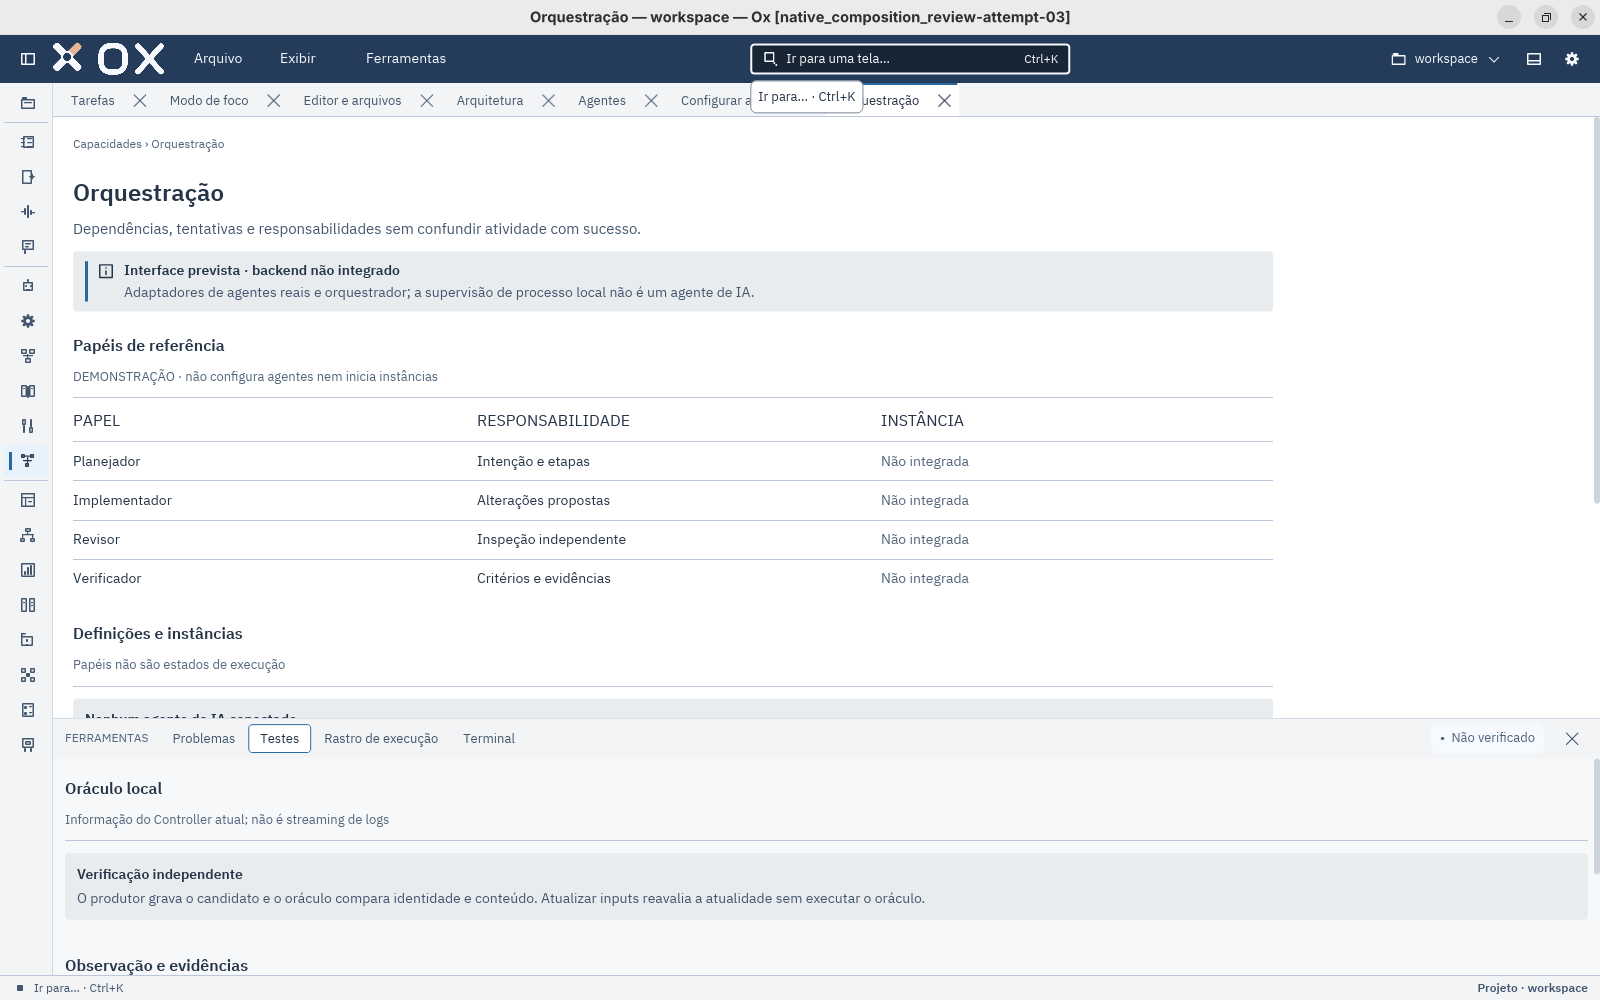 Orquestração — workspace — Ox [native_composition_review-attempt-03]
OX Arquivo Exibir Ferramentas Ir para uma tela... Ctrl+K workspace
Tarefas Modo de foco Editor e arquivos Arquitetura Agentes Configurar Ir para... · Ctrl+K
Capacidades › Orquestração
Orquestração
Dependências, tentativas e responsabilidades sem confundir atividade com sucesso.
Interface prevista · backend não integrado
Adaptadores de agentes reais e orquestrador; a supervisão de processo local não é um agente de IA.
Papéis de referência
DEMONSTRAÇÃO · não configura agentes nem inicia instâncias
PAPEL RESPONSABILIDADE INSTÂNCIA
Planejador Intenção e etapas Não integrada
Implementador Alterações propostas Não integrada
Revisor Inspeção independente Não integrada
Verificador Critérios e evidências Não integrada
Definições e instâncias
Papéis não são estados de execução
FERRAMENTAS Problemas Testes Rastro de execução Terminal • Não verificado
Oráculo local
Informação do Controller atual; não é streaming de logs
Verificação independente
O produtor grava o candidato e o oráculo compara identidade e conteúdo. Atualizar inputs reavalia a atualidade sem executar o oráculo.
Observação e evidências
Ir para... · Ctrl+K Projeto · workspace